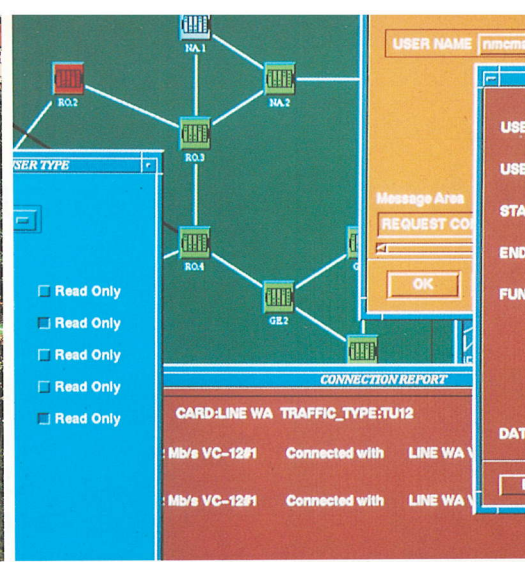 NA.1
USER NAME
RO.2
NA.2
RO.3
SER TYPE
Message Area
REQUEST CO
OK
RO.4
GE.2
Read Only
Read Only
Read Only
Read Only
Read Only
USE
USE
STA
END
FUN
DAT
CONNECTION REPORT
CARD:LINE WA TRAFFIC_TYPE:TU12
Mb/s VC-12#1 Connected with LINE WA V
Mb/s VC-12#1 Connected with LINE WA V